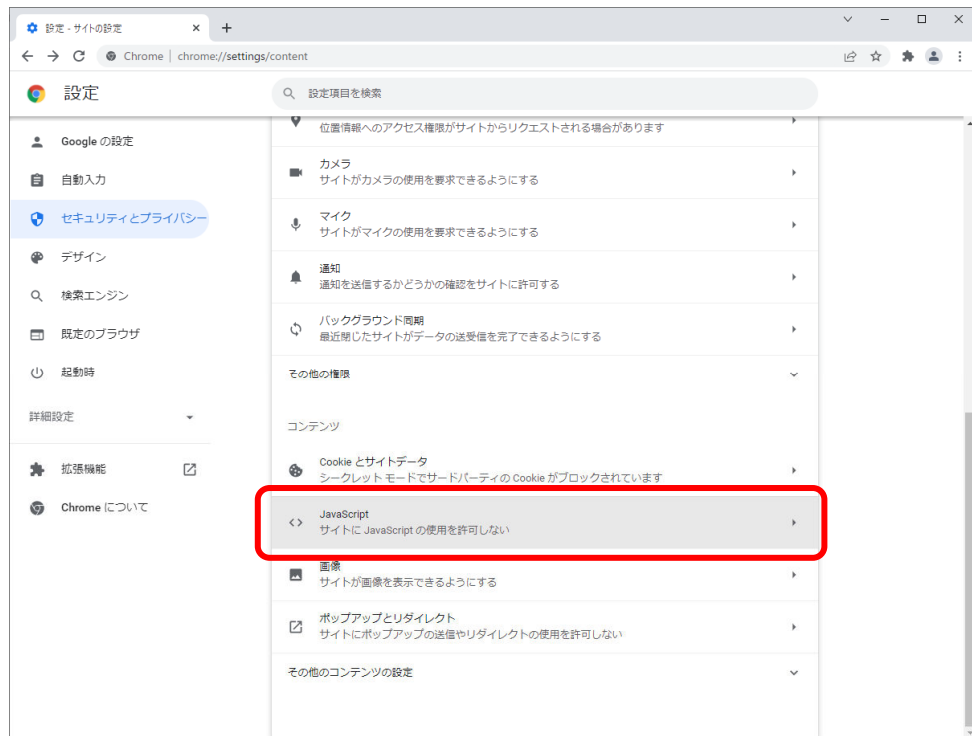 設定 - サイトの設定
Chrome | chrome://settings/content
設定
設定項目を検索
Google の設定
自動入力
セキュリティとプライバシー
デザイン
検索エンジン
既定のブラウザ
起動時
詳細設定
拡張機能
Chrome について
位置情報へのアクセス権限がサイトからリクエストされる場合があります
カメラ
サイトがカメラの使用を要求できるようにする
マイク
サイトがマイクの使用を要求できるようにする
通知
通知を送信するかどうかの確認をサイトに許可する
バックグラウンド同期
最近閉じたサイトがデータの送受信を完了できるようにする
その他の権限
コンテンツ
Cookie とサイトデータ
シークレット モードでサードパーティの Cookie がブロックされています
JavaScript
サイトに JavaScript の使用を許可しない
画像
サイトが画像を表示できるようにする
ポップアップとリダイレクト
サイトにポップアップの送信やリダイレクトの使用を許可しない
その他のコンテンツの設定